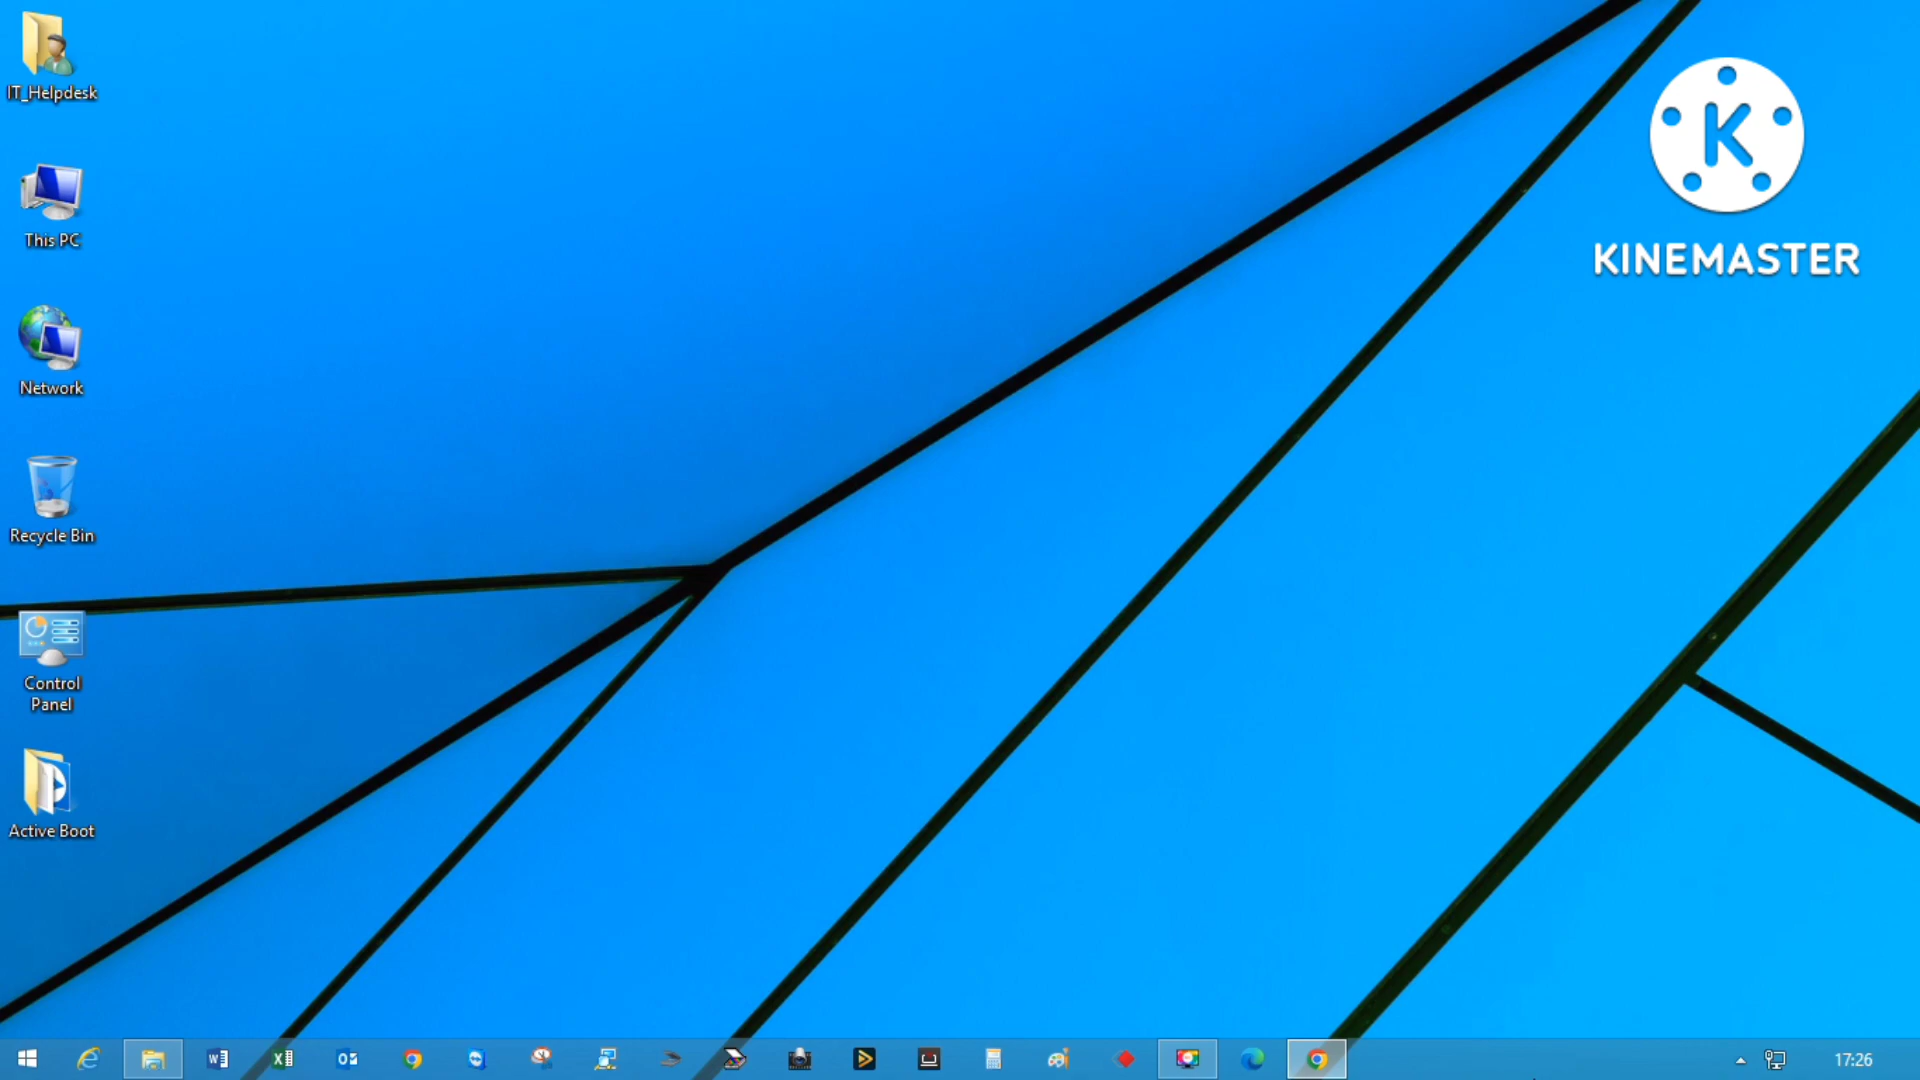 IT_Helpdesk
This PC
Network
Recycle Bin
Control
Panel
Active Boot
K
KINEMASTER
17:26